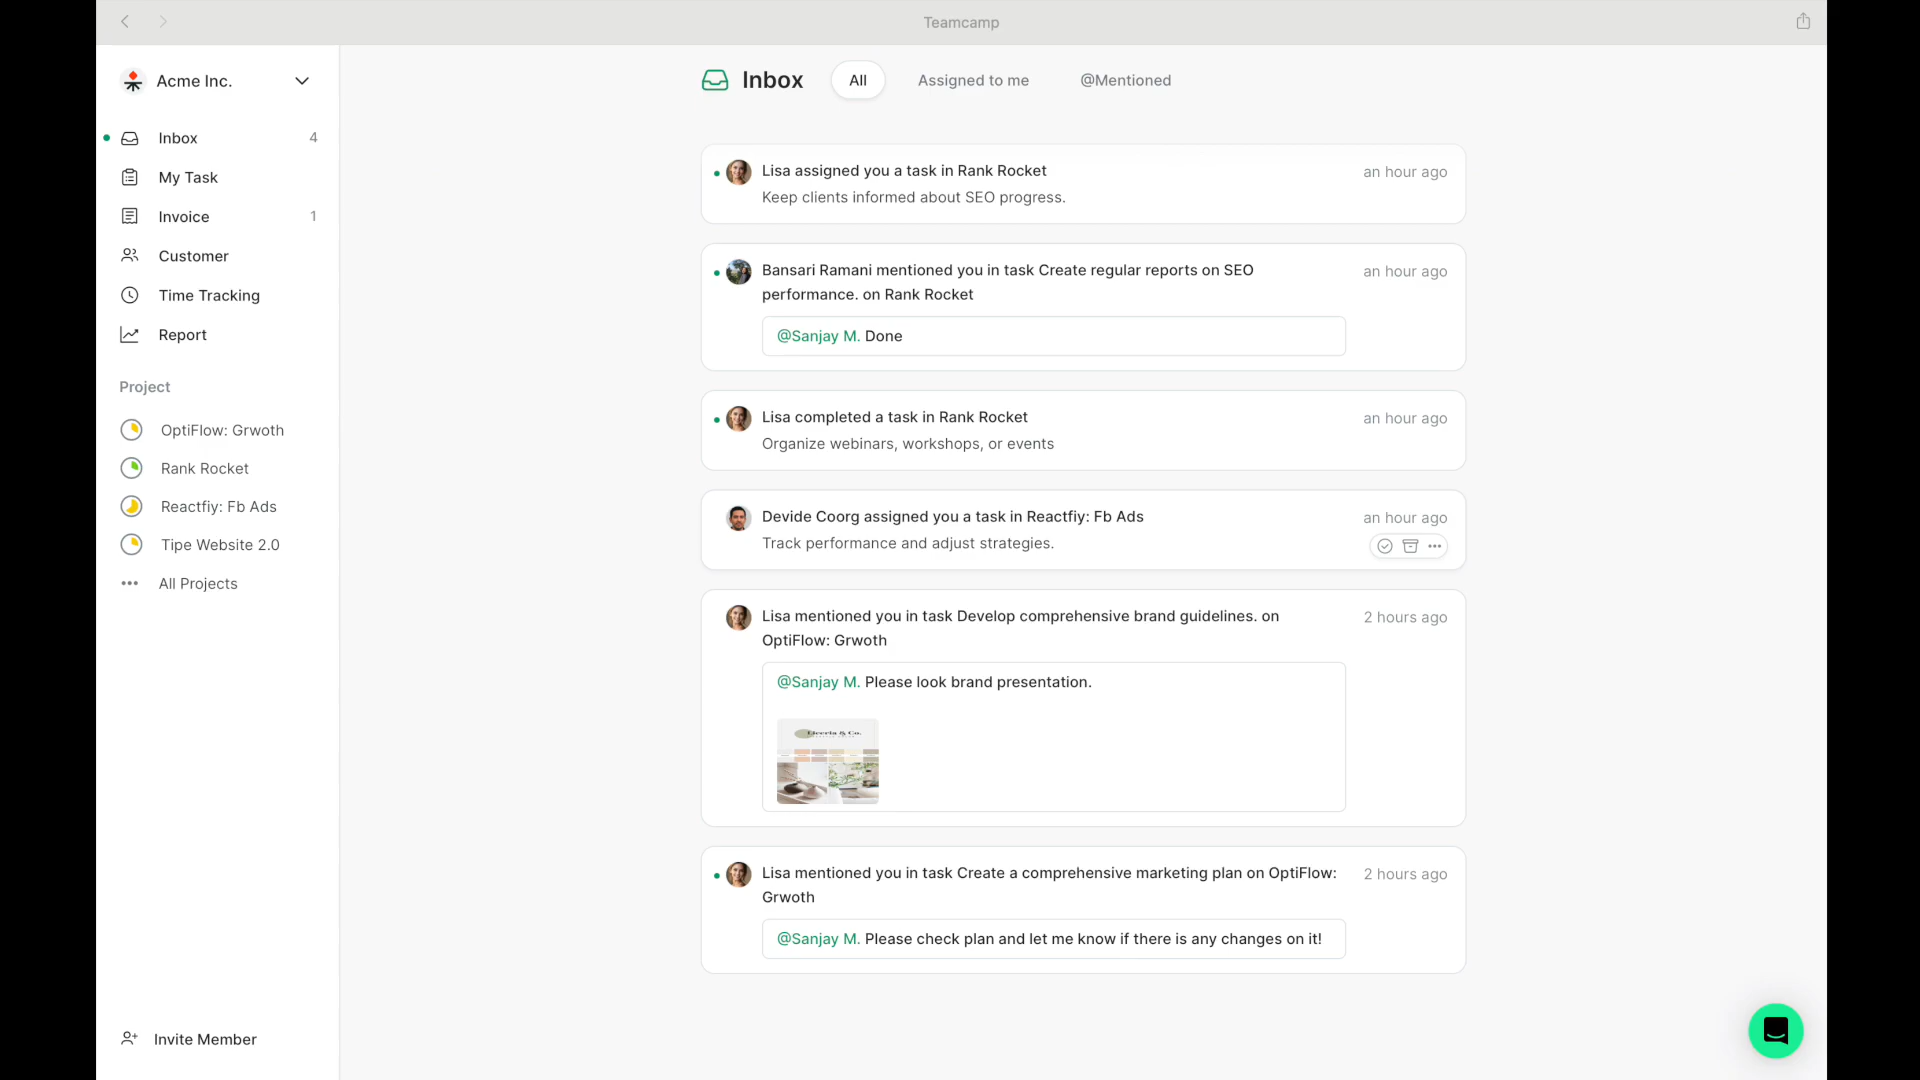 Teamcamp
Acme Inc.
Inbox 4
My Task
Invoice 1
Customer
Time Tracking
Report
Project
OptiFlow: Grwoth
Rank Rocket
Reactfiy: Fb Ads
Tipe Website 2.0
All Projects
Invite Member
Inbox All Assigned to me @Mentioned
Lisa assigned you a task in Rank Rocket an hour ago
Keep clients informed about SEO progress.
Bansari Ramani mentioned you in task Create regular reports on SEO an hour ago
performance. on Rank Rocket
@Sanjay M. Done
Lisa completed a task in Rank Rocket an hour ago
Organize webinars, workshops, or events
Devide Coorg assigned you a task in Reactfiy: Fb Ads an hour ago
Track performance and adjust strategies.
Lisa mentioned you in task Develop comprehensive brand guidelines. on 2 hours ago
OptiFlow: Grwoth
@Sanjay M. Please look brand presentation.
Lisa mentioned you in task Create a comprehensive marketing plan on OptiFlow: 2 hours ago
Grwoth
@Sanjay M. Please check plan and let me know if there is any changes on it!